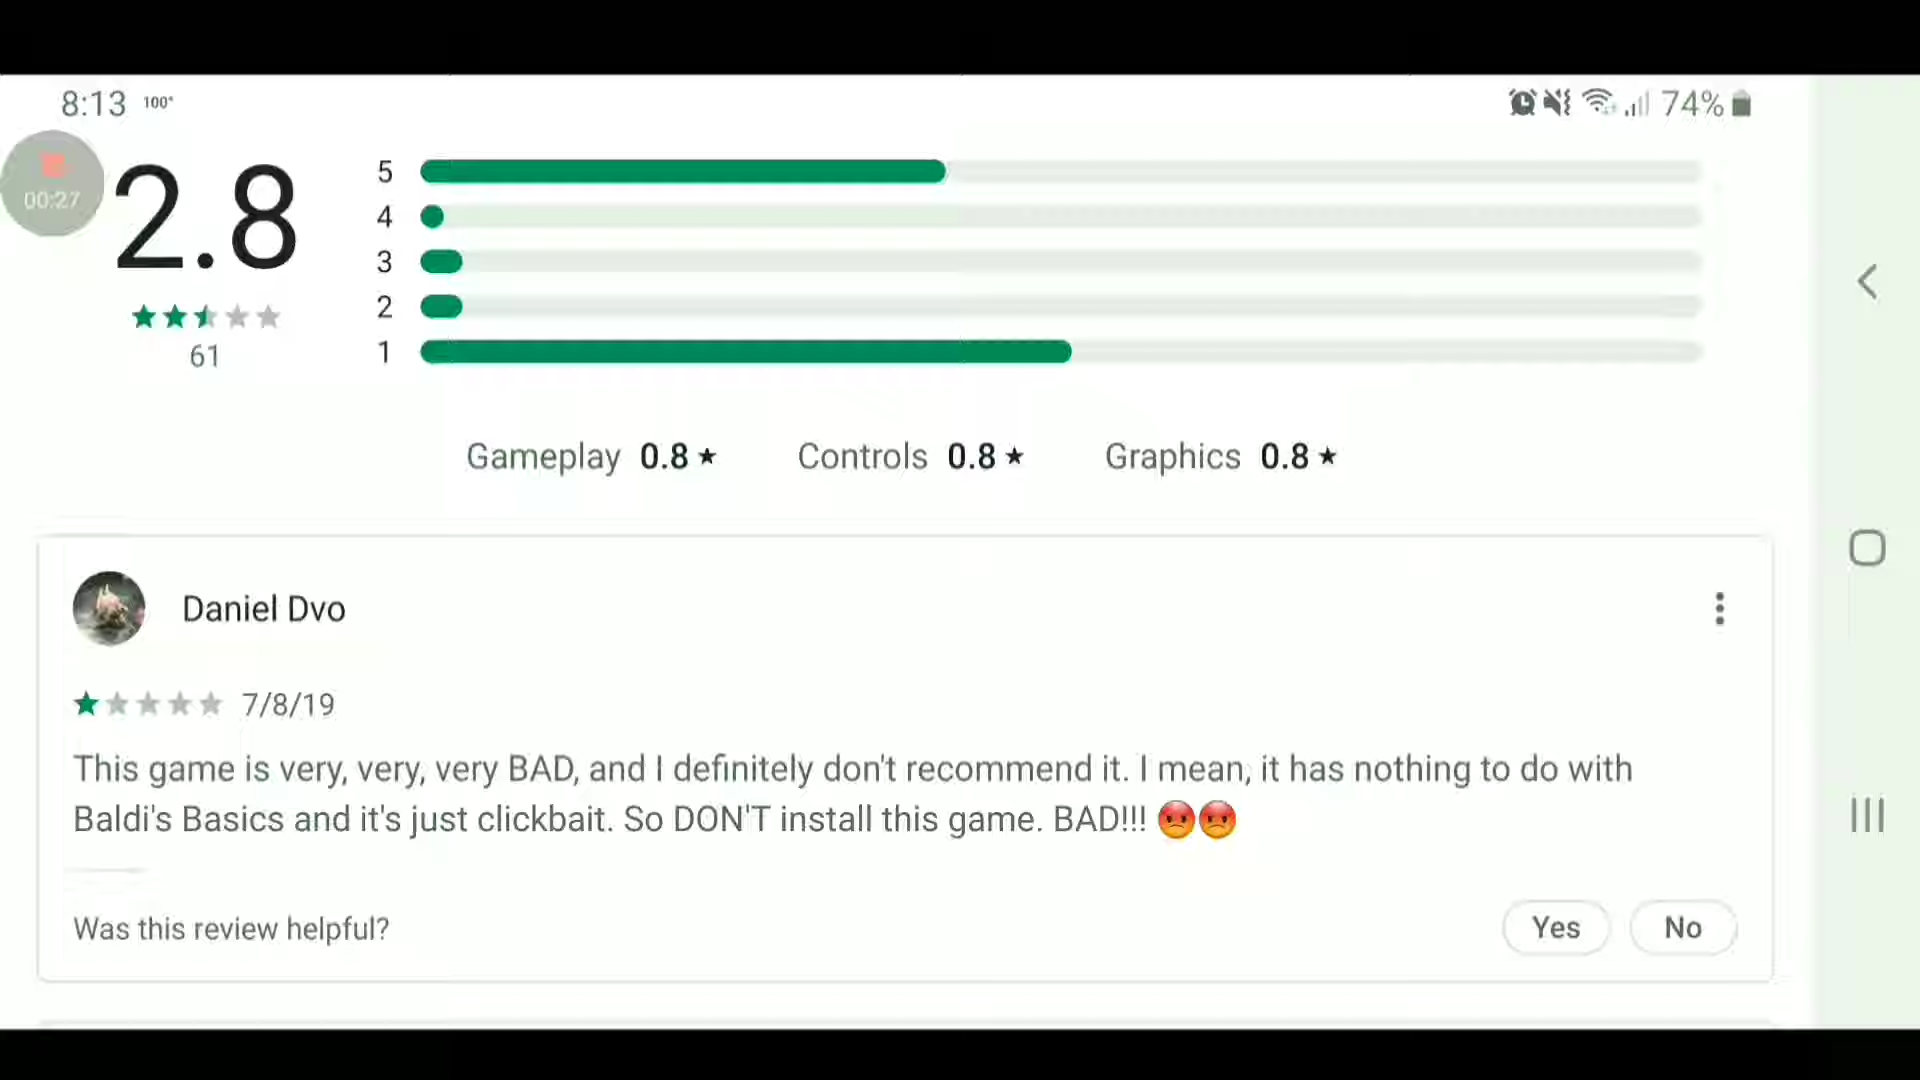 8:13 100° 74%
00:27
2.8
61
5
4
3
2
1
Gameplay 0.8 ★ Controls 0.8 ★ Graphics 0.8 ★
Daniel Dvo
7/8/19
This game is very, very, very BAD, and I definitely don't recommend it. I mean, it has nothing to do with
Baldi's Basics and it's just clickbait. So DON'T install this game. BAD!!! 😡😡
Was this review helpful? Yes No